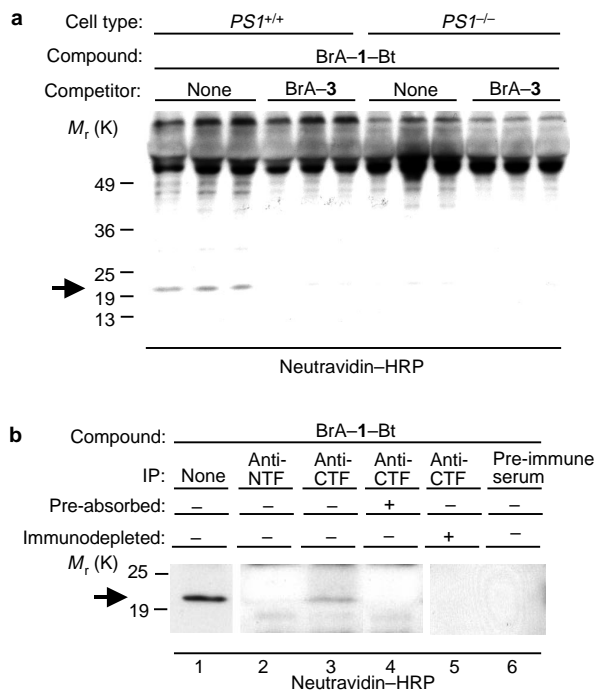 a
Cell type: PS1+/+ PS1–/–
Compound: BrA–1–Bt
Competitor: None BrA–3 None BrA–3
Mr (K)
49
36
25
19
13
Neutravidin–HRP
b
Compound: BrA–1–Bt
IP: None Anti-NTF Anti-CTF Anti-CTF Anti-CTF Pre-immune serum
Pre-absorbed: – – – + – –
Immunodepleted: – – – – + –
Mr (K)
25
19
1 2 3 4 5 6
Neutravidin–HRP